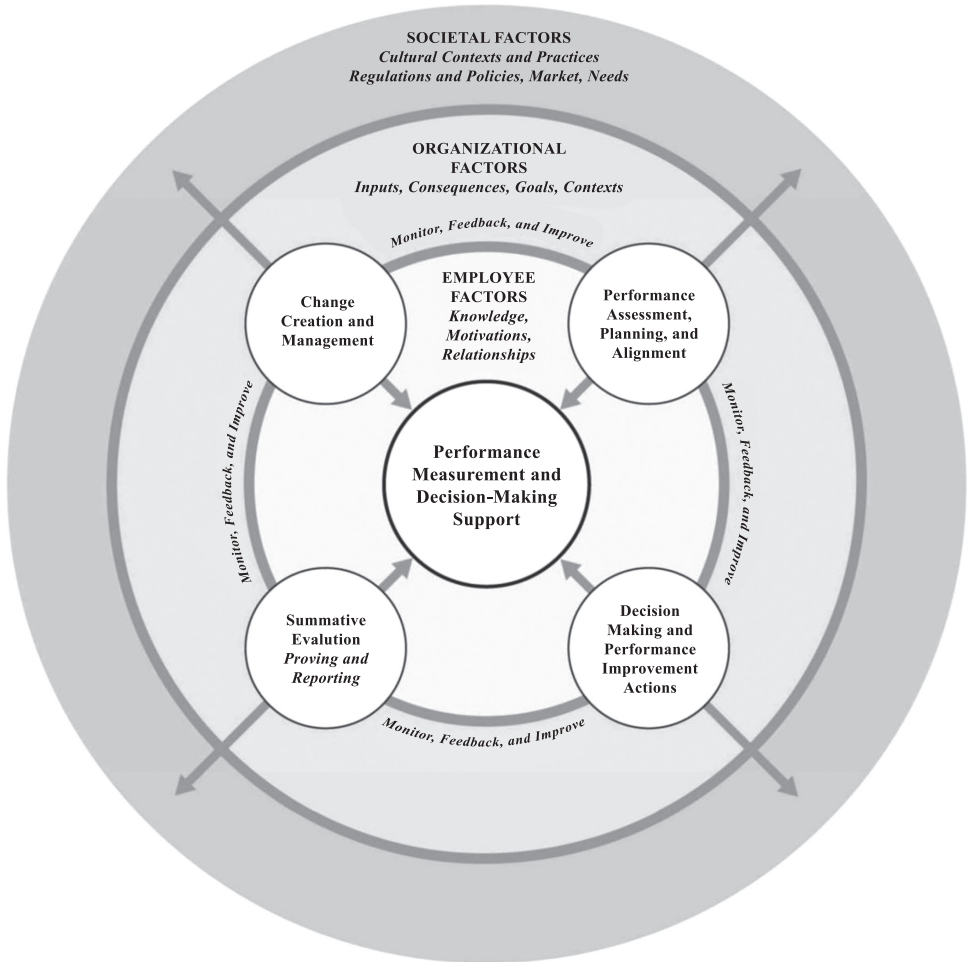 SOCIETAL FACTORS
Cultural Contexts and Practices
Regulations and Policies, Market, Needs
ORGANIZATIONAL
FACTORS
Inputs, Consequences, Goals, Contexts
Monitor, Feedback, and Improve
EMPLOYEE
FACTORS
Knowledge,
Motivations,
Relationships
Change
Creation and
Management
Performance
Assessment,
Planning, and
Alignment
Monitor, Feedback, and Improve
Monitor, Feedback, and Improve
Performance
Measurement and
Decision-Making
Support
Summative
Evalution
Proving and
Reporting
Decision
Making and
Performance
Improvement
Actions
Monitor, Feedback, and Improve